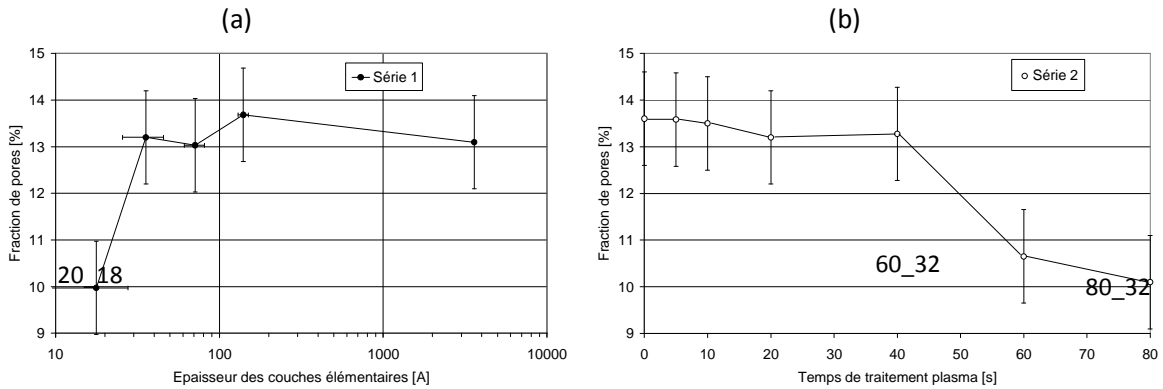 (a)
15
14
13
12
11
10
9
Fraction de pores [%]
Série 1
20_18
10 100 1000 10000
Epaisseur des couches élémentaires [A]
(b)
15
14
13
12
11
10
9
Fraction de pores [%]
Série 2
60_32
80_32
0 10 20 30 40 50 60 70 80
Temps de traitement plasma [s]